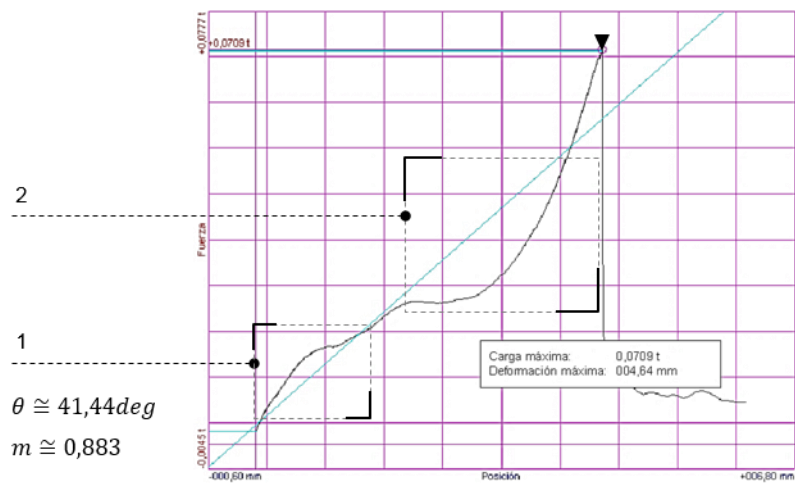 +0,0777 t
+0,0709 t
2
Fuerza
1
Carga máxima: 0,0709 t
Deformación máxima: 004,64 mm
θ ≅ 41,44deg
m ≅ 0,883
-0,0045 t
-000,60 mm Posición +006,80 mm